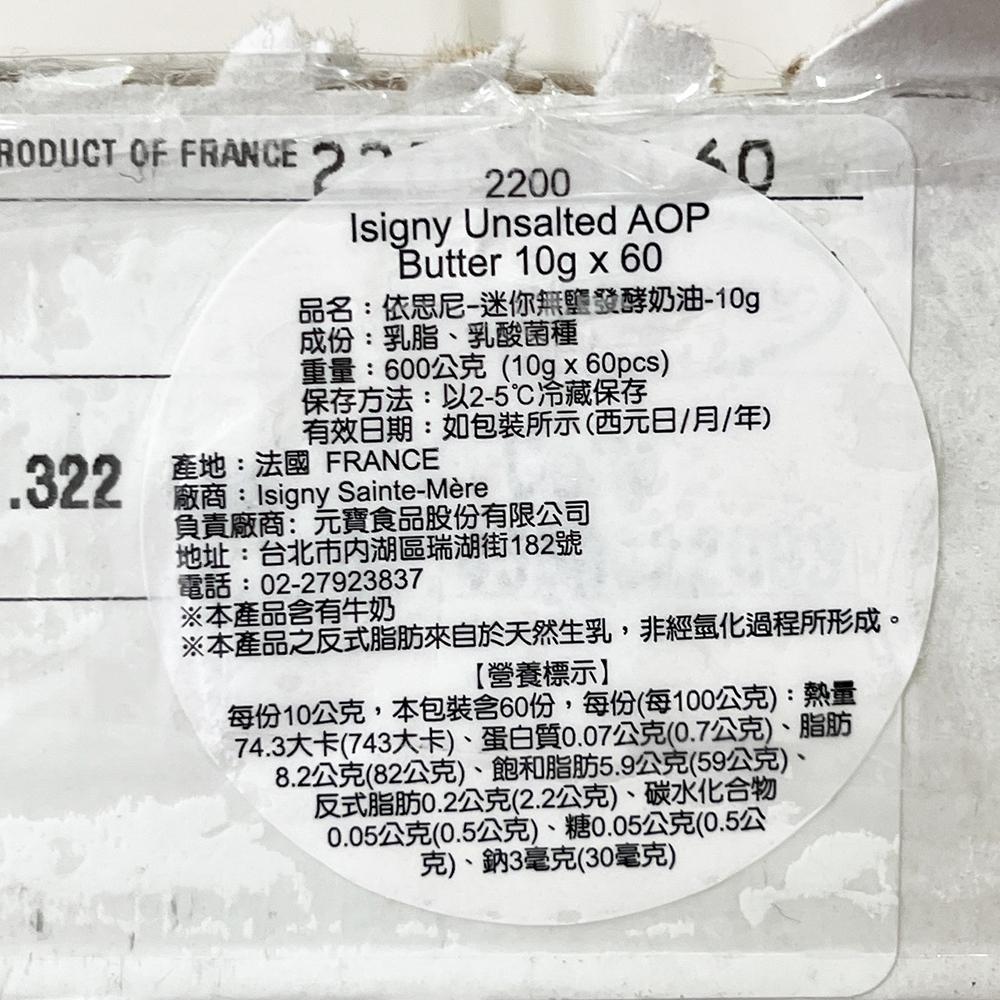 PRODUCT OF FRANCE
2200
Isigny Unsalted AOP
Butter 10g x 60
品名：依思尼-迷你無鹽發酵奶油-10g
成份：乳脂、乳酸菌種
重量：600公克 (10g x 60pcs)
保存方法：以2-5℃冷藏保存
有效日期：如包裝所示(西元日/月/年)
.322
產地：法國 FRANCE
廠商：Isigny Sainte-Mère
負責廠商: 元寶食品股份有限公司
地址：台北市內湖區瑞湖街182號
電話：02-27923837
※本產品含有牛奶
※本產品之反式脂肪來自於天然生乳，非經氫化過程所形成。
【營養標示】
每份10公克，本包裝含60份，每份(每100公克)：熱量
74.3大卡(743大卡)、蛋白質0.07公克(0.7公克)、脂肪
8.2公克(82公克)、飽和脂肪5.9公克(59公克)、
反式脂肪0.2公克(2.2公克)、碳水化合物
0.05公克(0.5公克)、糖0.05公克(0.5公
克)、鈉3毫克(30毫克)